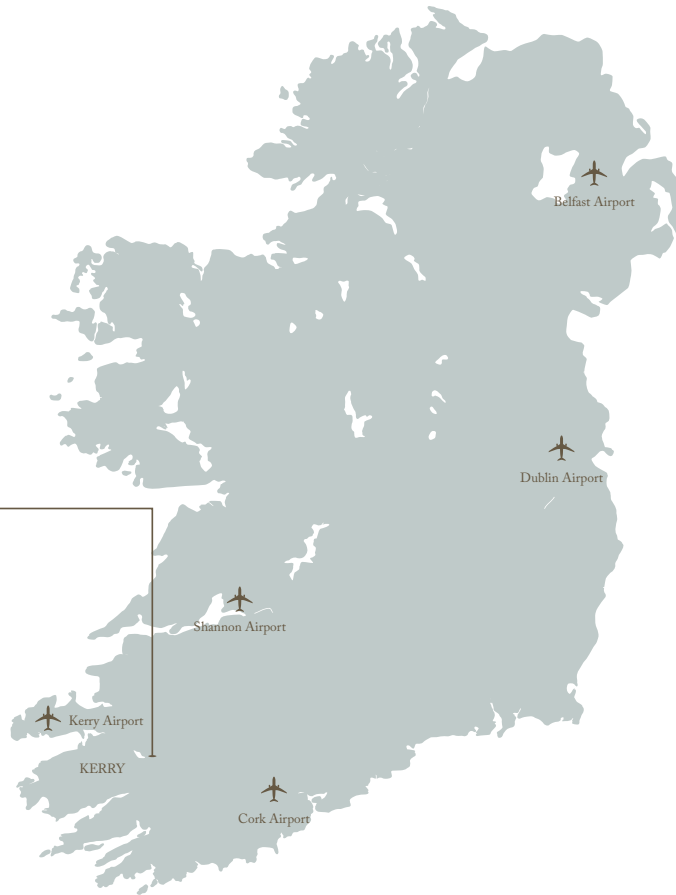 Belfast Airport
Dublin Airport
Shannon Airport
Kerry Airport
KERRY
Cork Airport